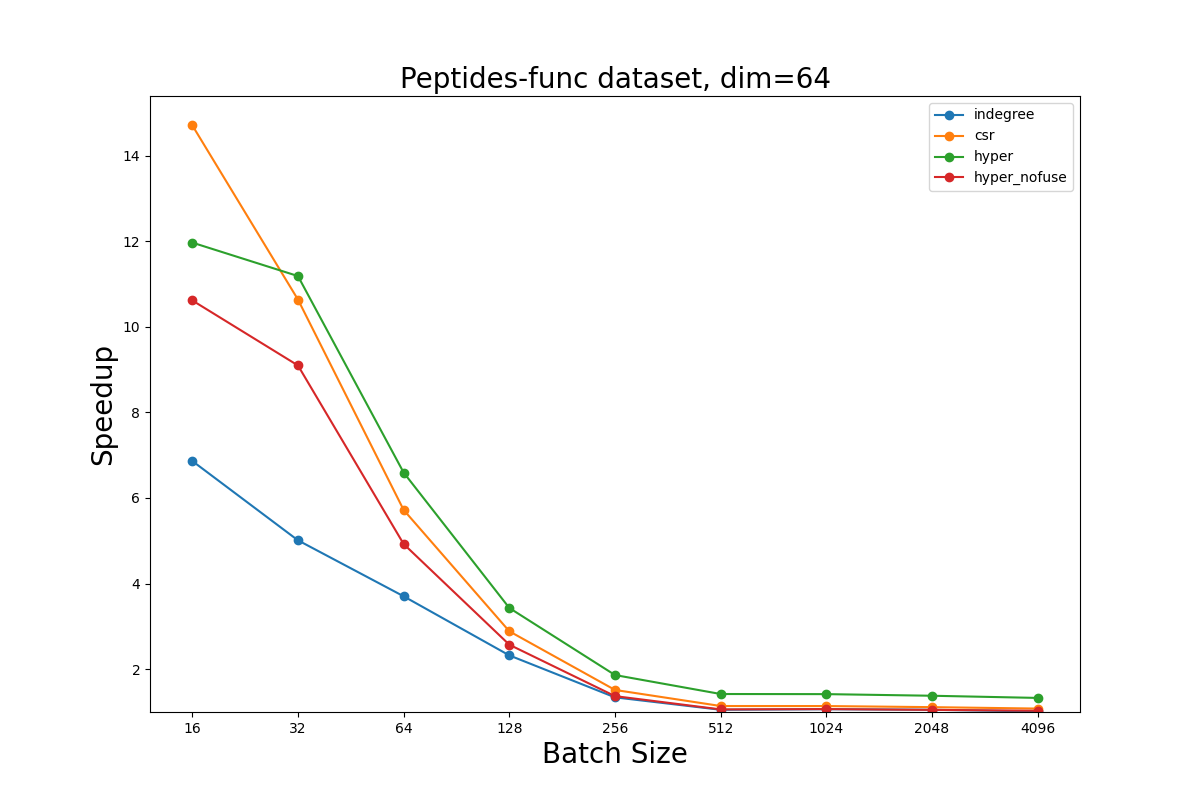 Peptides-func dataset, dim=64
indegree
csr
hyper
hyper_nofuse
Speedup
14
12
10
8
6
4
2
16 32 64 128 256 512 1024 2048 4096
Batch Size